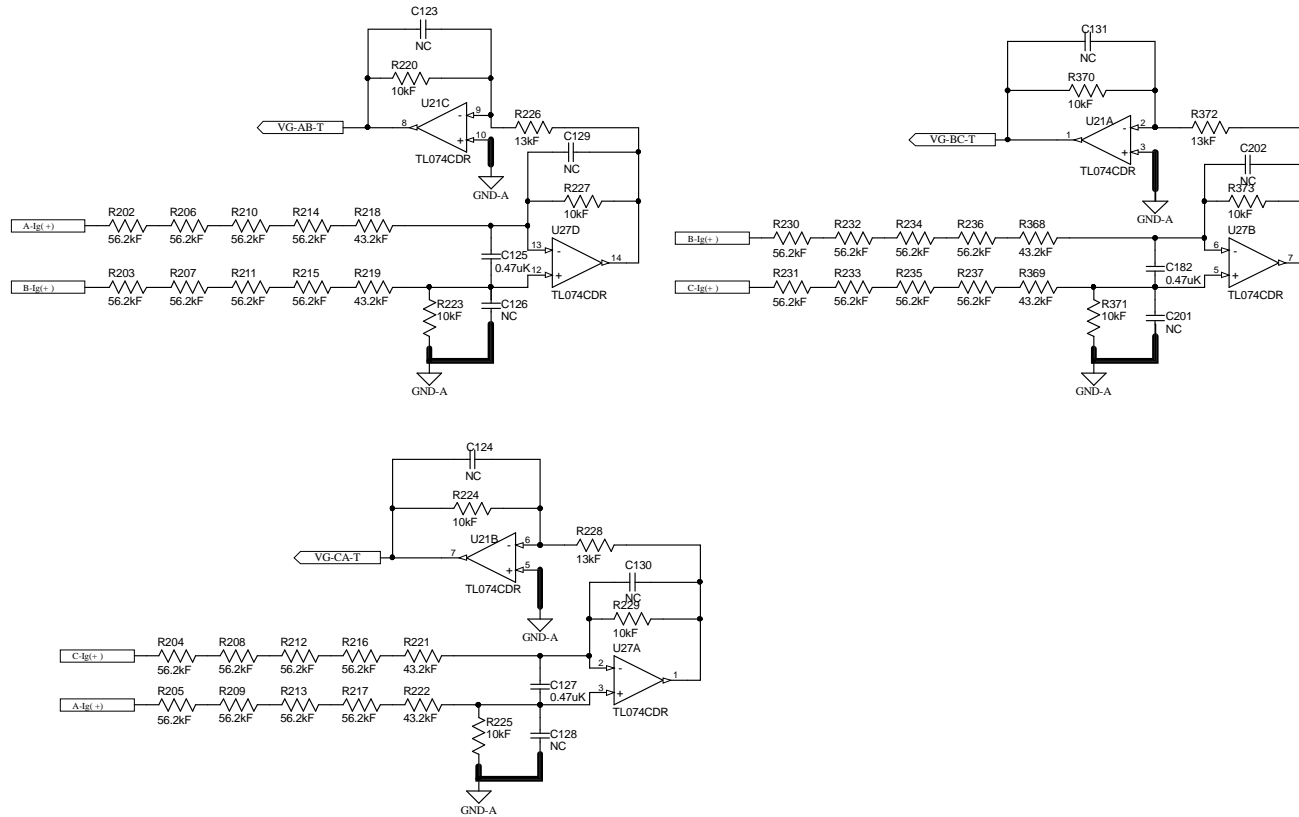 C123
NC
R220
10kF
U21C
VG-AB-T
8
9
10
-
+
TL074CDR
GND-A
R226
13kF
C129
NC
R227
10kF
A-Ig(+)
R202
56.2kF
R206
56.2kF
R210
56.2kF
R214
56.2kF
R218
43.2kF
U27D
13
12
14
-
+
TL074CDR
C125
0.47uK
B-Ig(+)
R203
56.2kF
R207
56.2kF
R211
56.2kF
R215
56.2kF
R219
43.2kF
R223
10kF
C126
NC
GND-A
C131
NC
R370
10kF
U21A
VG-BC-T
1
2
3
-
+
TL074CDR
GND-A
R372
13kF
C202
NC
R373
10kF
B-Ig(+)
R230
56.2kF
R232
56.2kF
R234
56.2kF
R236
56.2kF
R368
43.2kF
U27B
6
5
7
-
+
TL074CDR
C182
0.47uK
C-Ig(+)
R231
56.2kF
R233
56.2kF
R235
56.2kF
R237
56.2kF
R369
43.2kF
R371
10kF
C201
NC
GND-A
C124
NC
R224
10kF
U21B
VG-CA-T
7
6
5
-
+
TL074CDR
GND-A
R228
13kF
C130
NC
R229
10kF
C-Ig(+)
R204
56.2kF
R208
56.2kF
R212
56.2kF
R216
56.2kF
R221
43.2kF
U27A
2
3
1
-
+
TL074CDR
C127
0.47uK
A-Ig(+)
R205
56.2kF
R209
56.2kF
R213
56.2kF
R217
56.2kF
R222
43.2kF
R225
10kF
C128
NC
GND-A